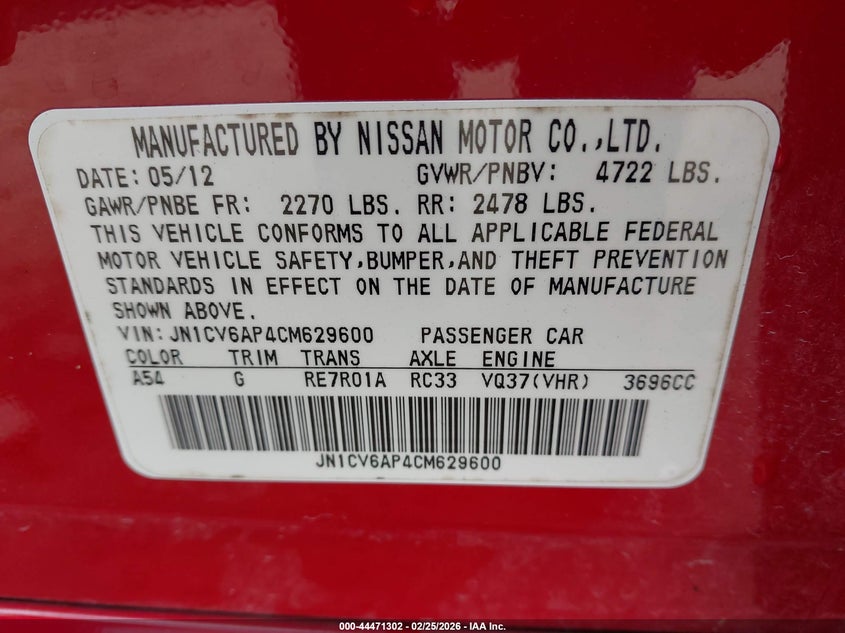 MANUFACTURED BY NISSAN MOTOR CO.,LTD.
DATE: 05/12 GVWR/PNBV: 4722 LBS.
GAWR/PNBE FR: 2270 LBS. RR: 2478 LBS.
THIS VEHICLE CONFORMS TO ALL APPLICABLE FEDERAL
MOTOR VEHICLE SAFETY,BUMPER,AND THEFT PREVENTION
STANDARDS IN EFFECT ON THE DATE OF MANUFACTURE
SHOWN ABOVE.
VIN: JN1CV6AP4CM629600 PASSENGER CAR
COLOR TRIM TRANS AXLE ENGINE
A54 G RE7R01A RC33 VQ37(VHR) 3696CC
JN1CV6AP4CM629600
000-44471302 - 02/25/2026 - IAA Inc.